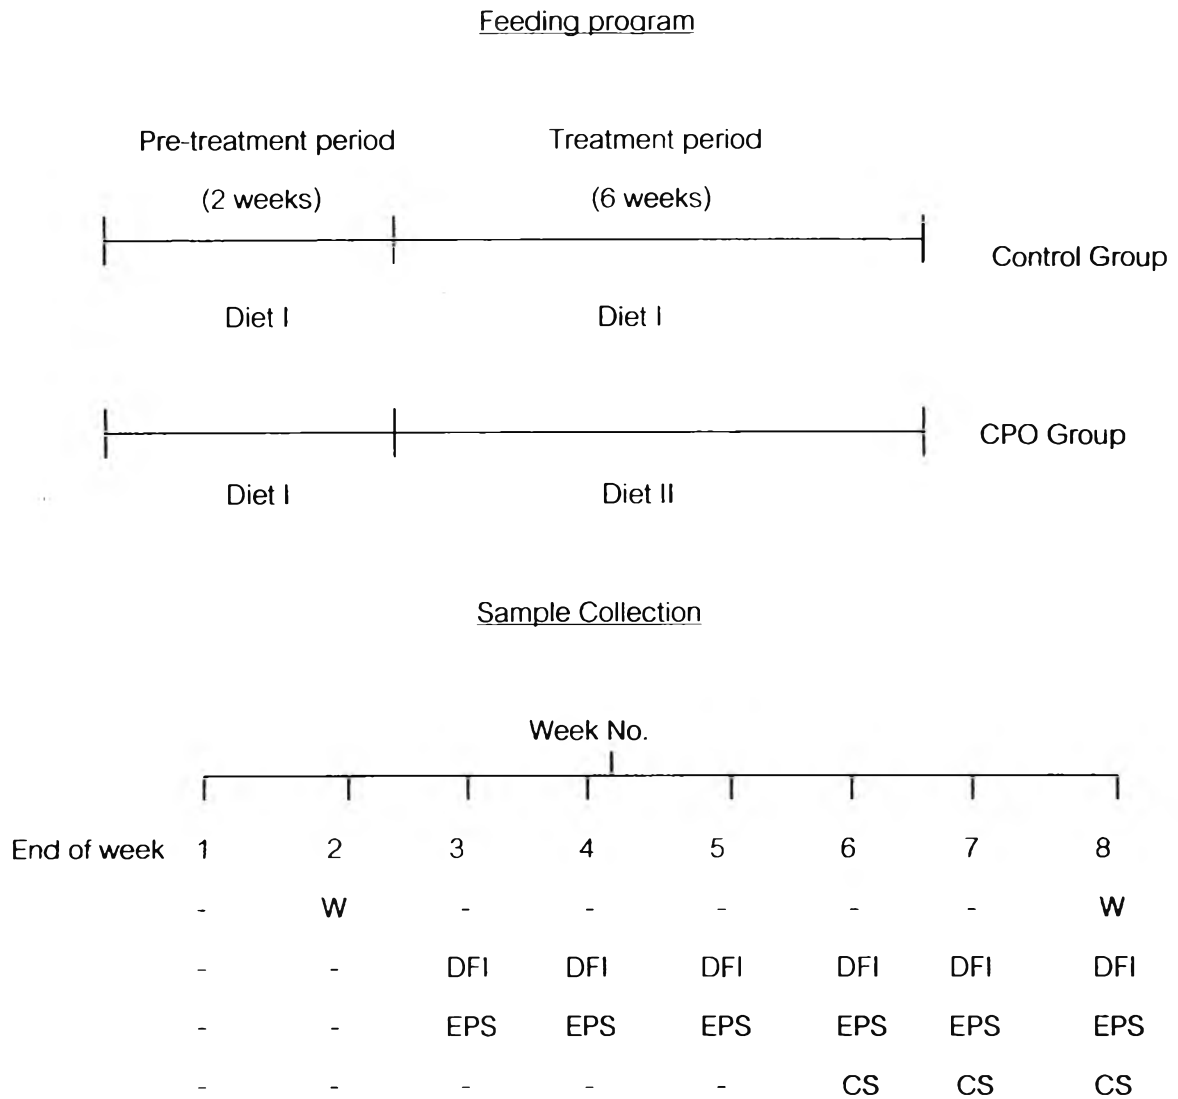 Feeding program
Pre-treatment period Treatment period
(2 weeks) (6 weeks)
Control Group
Diet I Diet I
CPO Group
Diet I Diet II
Sample Collection
Week No.
End of week 1 2 3 4 5 6 7 8
- W - - - - - W
- - DFI DFI DFI DFI DFI DFI
- - EPS EPS EPS EPS EPS EPS
- - - - - CS CS CS